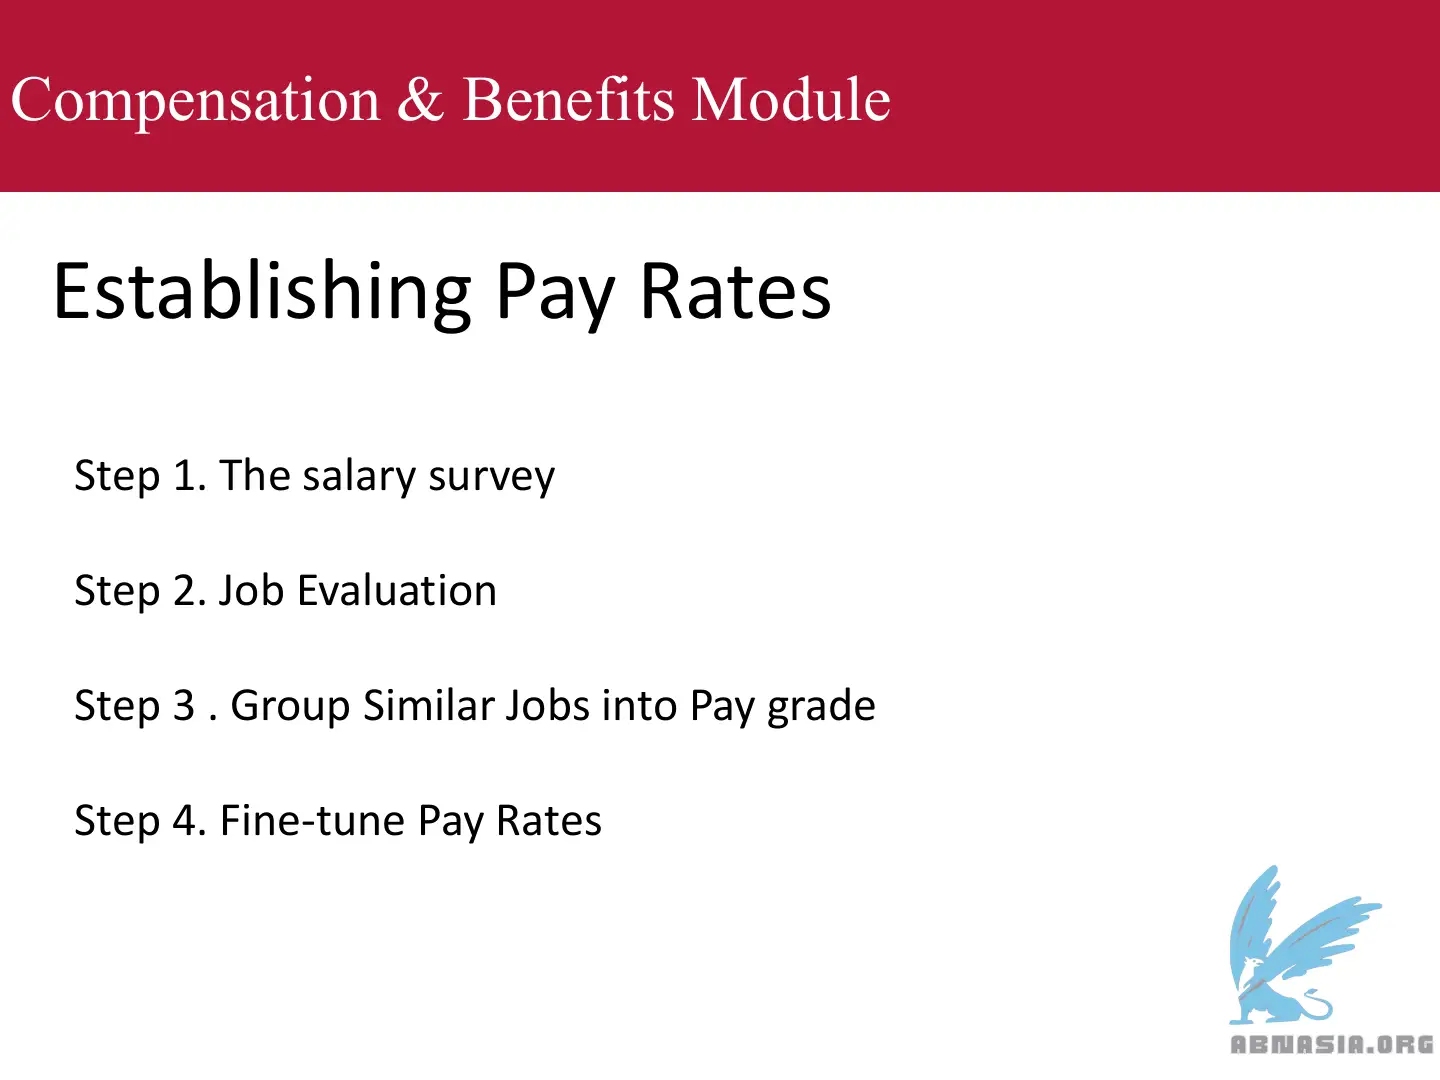 Compensation & Benefits Module
Establishing Pay Rates
Step 1. The salary survey
Step 2. Job Evaluation
Step 3 . Group Similar Jobs into Pay grade
Step 4. Fine-tune Pay Rates
ABNASIA.ORG